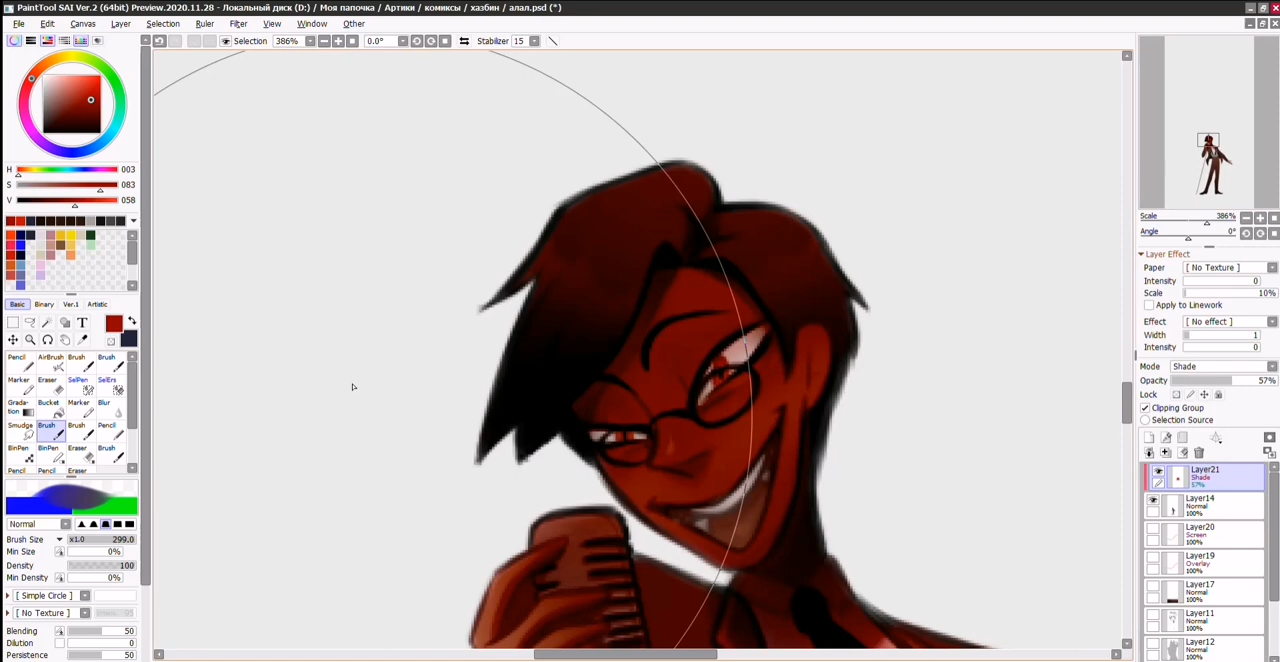 PaintTool SAI Ver.2 (64bit) Preview.2020.11.28 - Локальный диск (D:) / Моя папочка / Артики / комиксы / хазбин / алал.psd (*)
File Edit Canvas Layer Selection Ruler Filter View Window Other
Selection 386% 0.0° Stabilizer 15
H 003
S 083
V 058
Basic Binary Ver.1 Artistic
T
Pencil AirBrush Brush Brush
Marker Eraser SelPen SelErs
Grada-tion Bucket Marker Blur
Smudge Brush Brush Pencil
BinPen BinPen Eraser Brush
Pencil Pencil Eraser
Normal
Brush Size x1.0 299.0
Min Size 0%
Density 100
Min Density 0%
[ Simple Circle ]
[ No Texture ]
Blending 50
Dilution 0
Persistence 50
Scale 386%
Angle 0°
Layer Effect
Paper [ No Texture ]
Intensity 0
Scale 10%
Apply to Linework
Effect [ No effect ]
Width 1
Intensity 0
Mode Shade
Opacity 57%
Lock
Clipping Group
Selection Source
Layer21
Shade
57%
Layer14
Normal
100%
Layer20
Screen
100%
Layer19
Overlay
100%
Layer17
Normal
100%
Layer11
Normal
100%
Layer12
Normal
100%